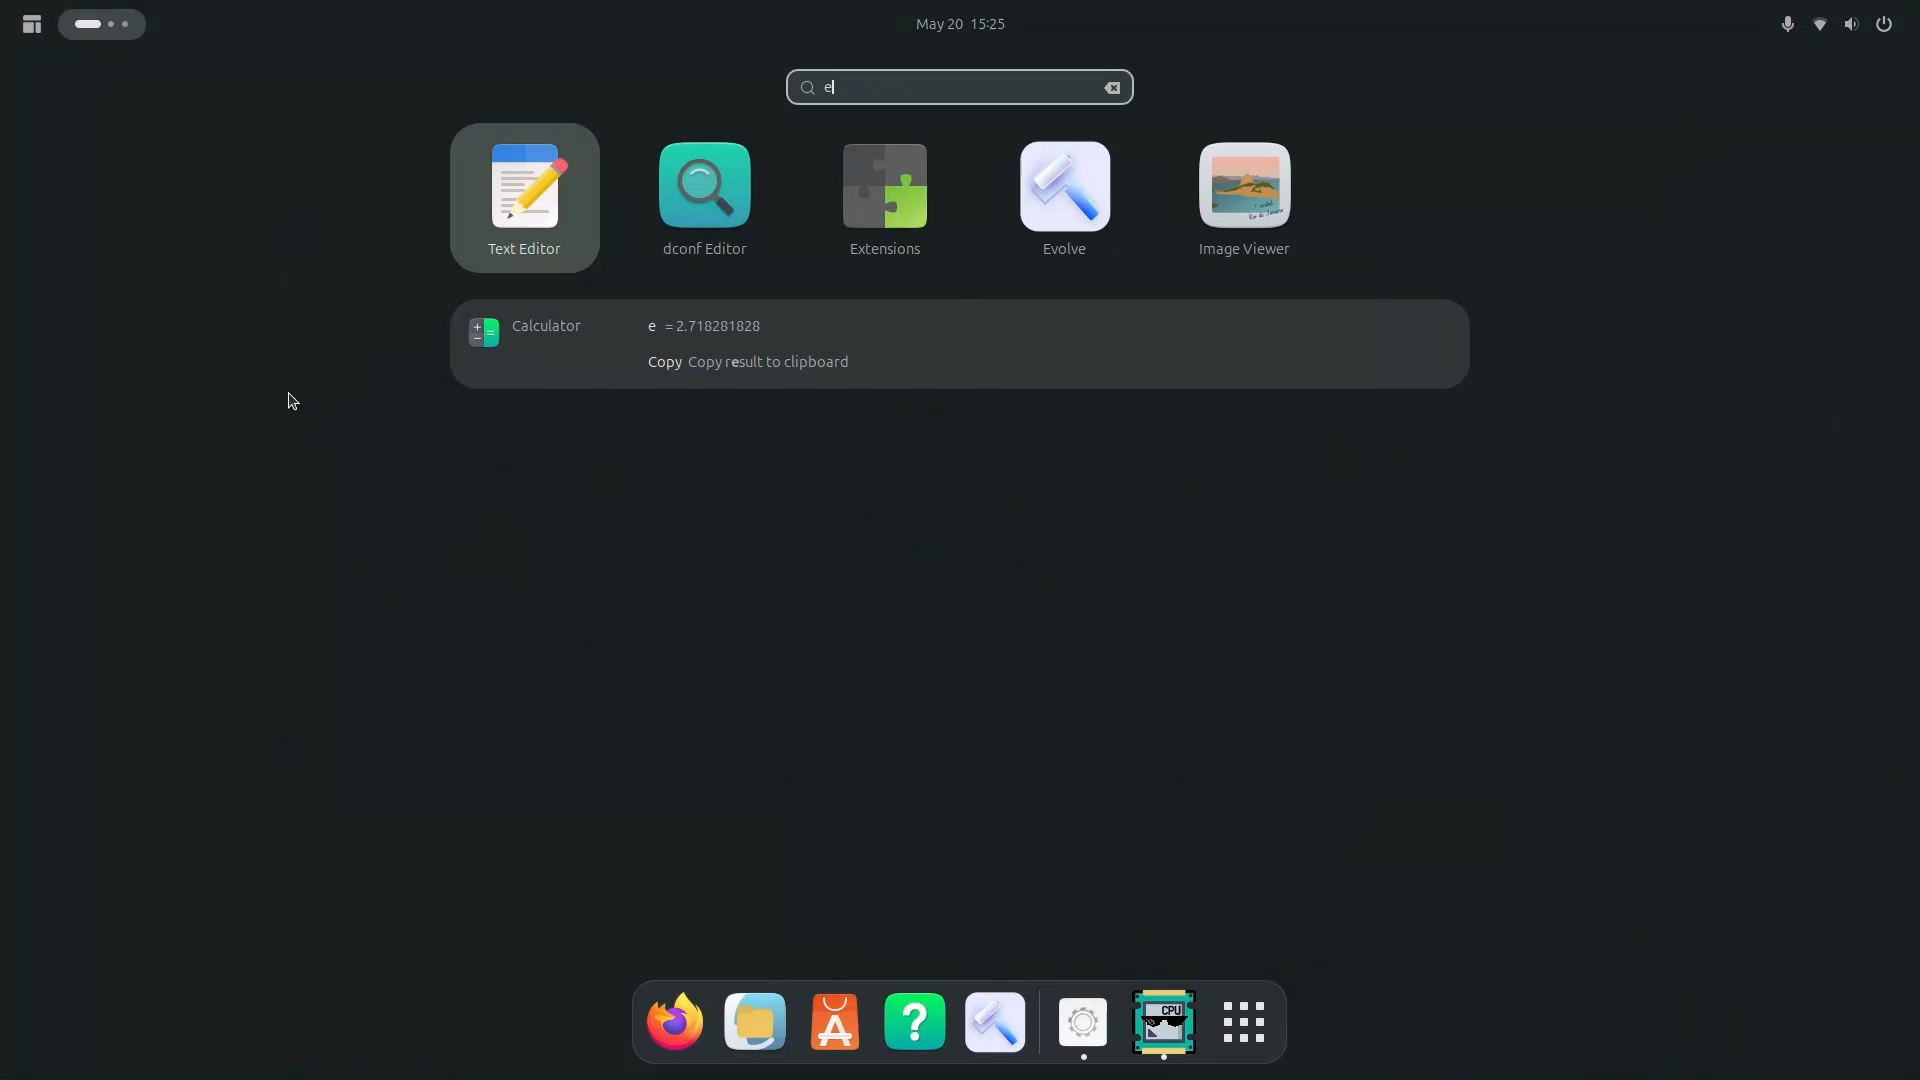 May 20 15:25
e
Text Editor
dconf Editor
Extensions
Evolve
Image Viewer
Calculator
e = 2.718281828
Copy Copy result to clipboard
CPU